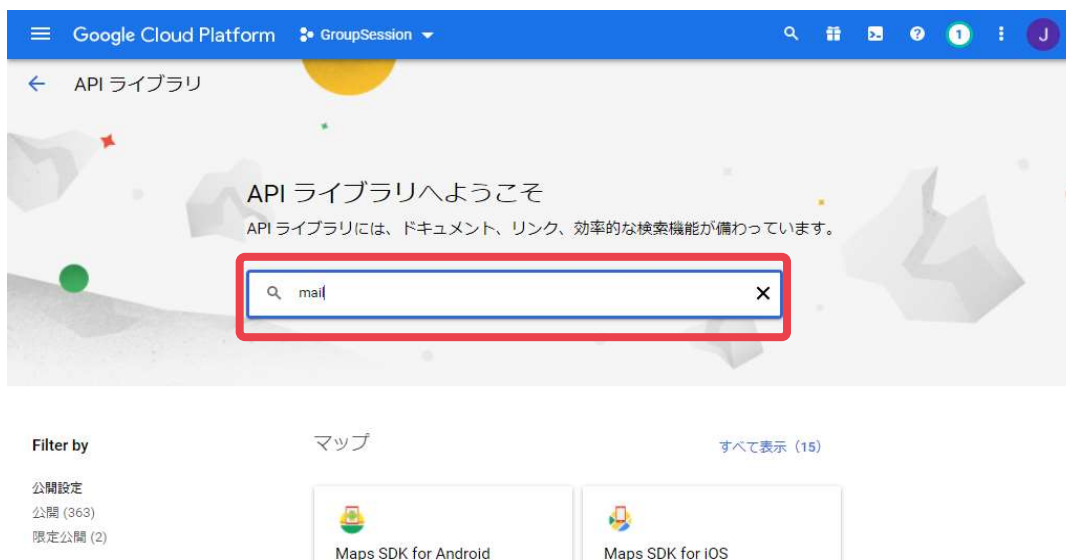 Google Cloud Platform GroupSession 1 J
API ライブラリ
API ライブラリへようこそ
API ライブラリには、ドキュメント、リンク、効率的な検索機能が備わっています。
mail
Filter by
マップ
すべて表示（15）
公開設定
公開 (363)
限定公開 (2)
Maps SDK for Android
Maps SDK for iOS